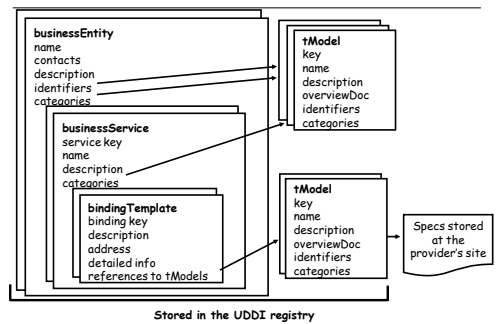 businessEntity
name
contacts
description
identifiers
categories
businessService
service key
name
description
categories
bindingTemplate
binding key
description
address
detailed info
references to tModels
tModel
key
name
description
overviewDoc
identifiers
categories
tModel
key
name
description
overviewDoc
identifiers
categories
Specs stored
at the
provider's site
Stored in the UDDI registry